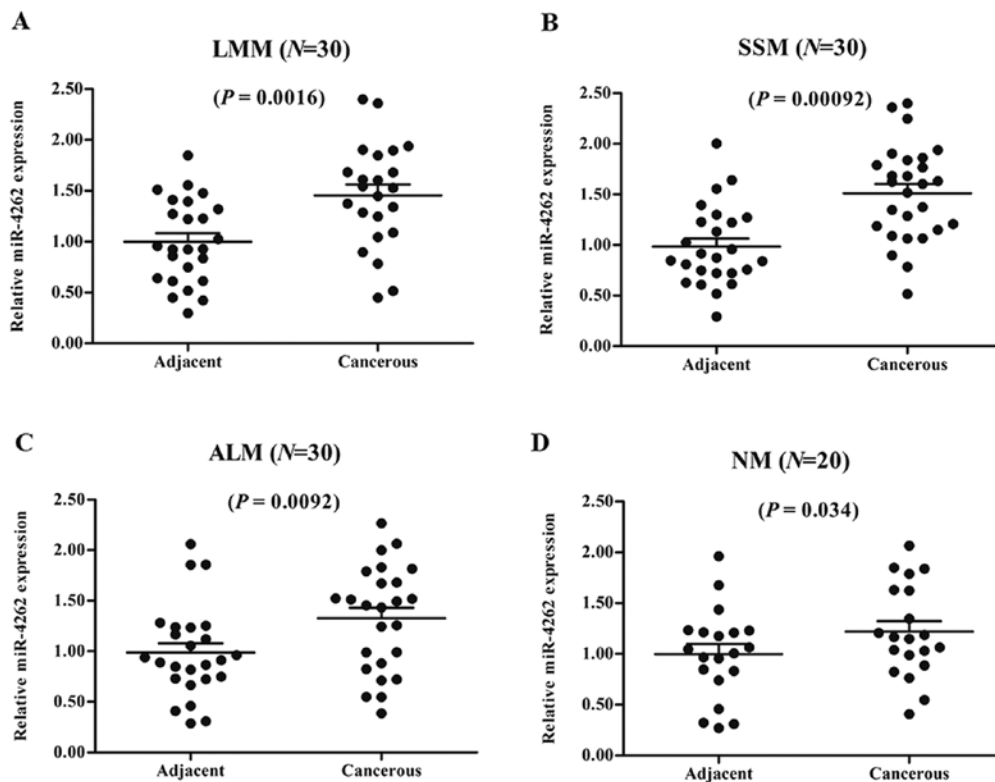 A
LMM (N=30)
(P = 0.0016)
Relative miR-4262 expression
2.50
2.00
1.50
1.00
0.50
0.00
Adjacent
Cancerous
B
SSM (N=30)
(P = 0.00092)
Relative miR-4262 expression
2.50
2.00
1.50
1.00
0.50
0.00
Adjacent
Cancerous
C
ALM (N=30)
(P = 0.0092)
Relative miR-4262 expression
2.50
2.00
1.50
1.00
0.50
0.00
Adjacent
Cancerous
D
NM (N=20)
(P = 0.034)
Relative miR-4262 expression
2.50
2.00
1.50
1.00
0.50
0.00
Adjacent
Cancerous